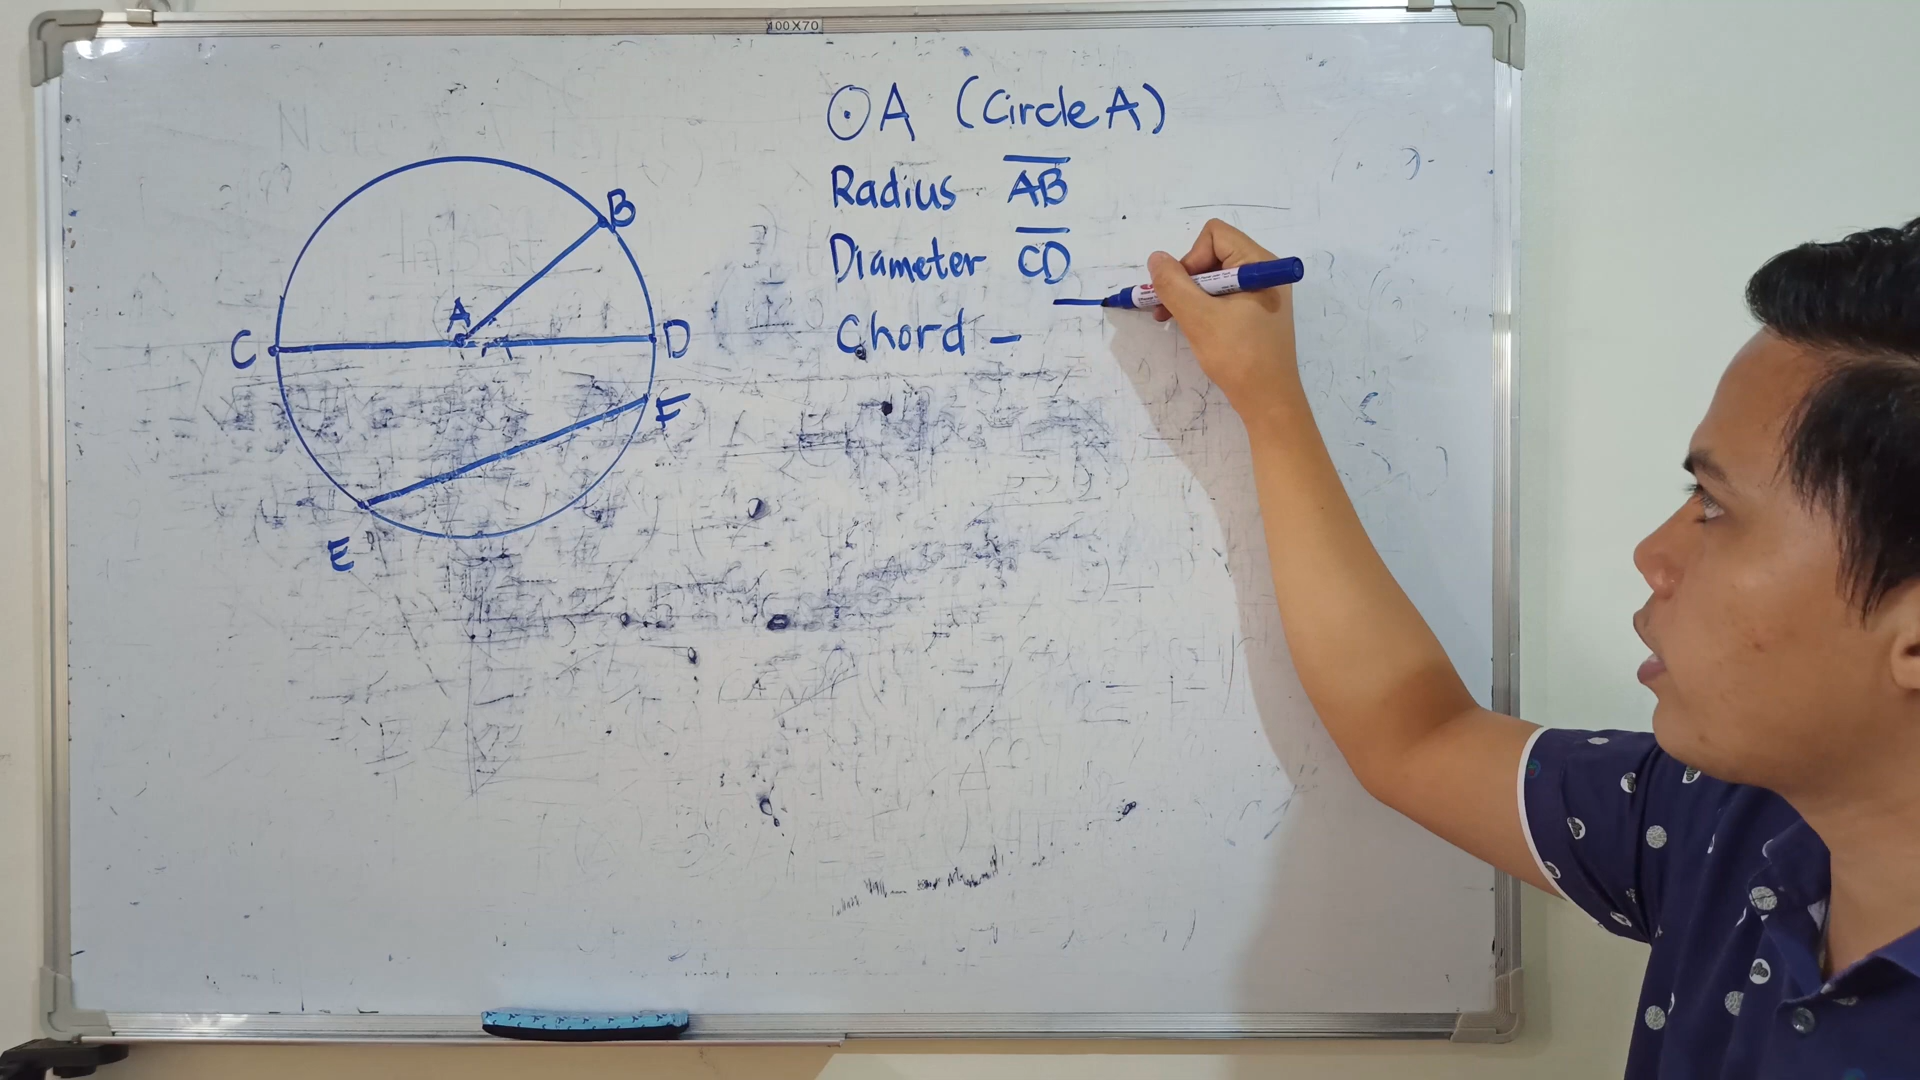 100X70
⊙A (Circle A)
Radius AB
Diameter CD
Chord -
B
A
C
D
F
E